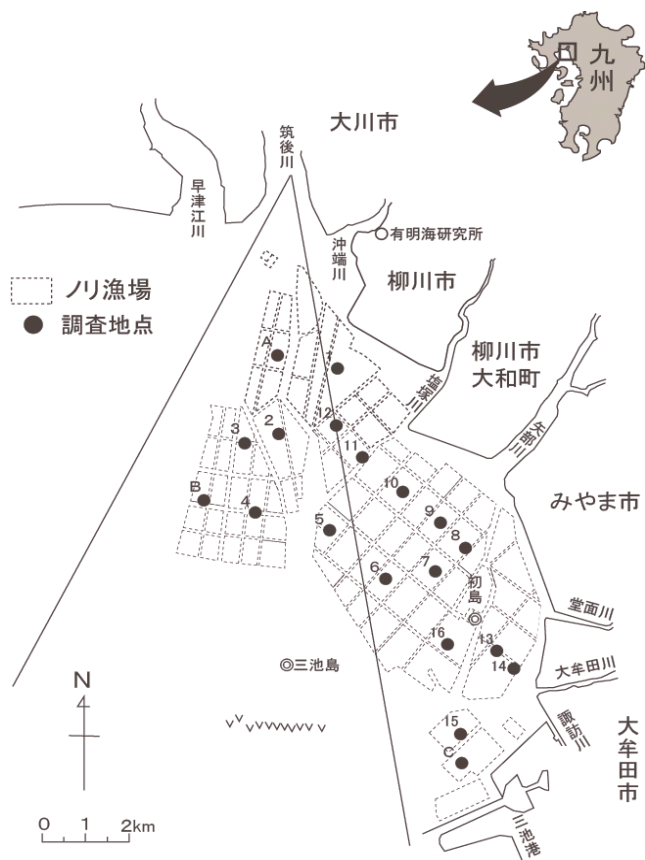 九州
大川市
筑後川
早津江川
沖端川
有明海研究所
柳川市
ノリ漁場
調査地点
柳川市
大和町
塩塚川
矢部川
みやま市
A
1
12
2
3
11
B
4
10
5
9
8
6
7
初島
堂面川
16
13
14
大牟田川
三池島
N
諏訪川
大牟田市
15
C
三池港
0 1 2km